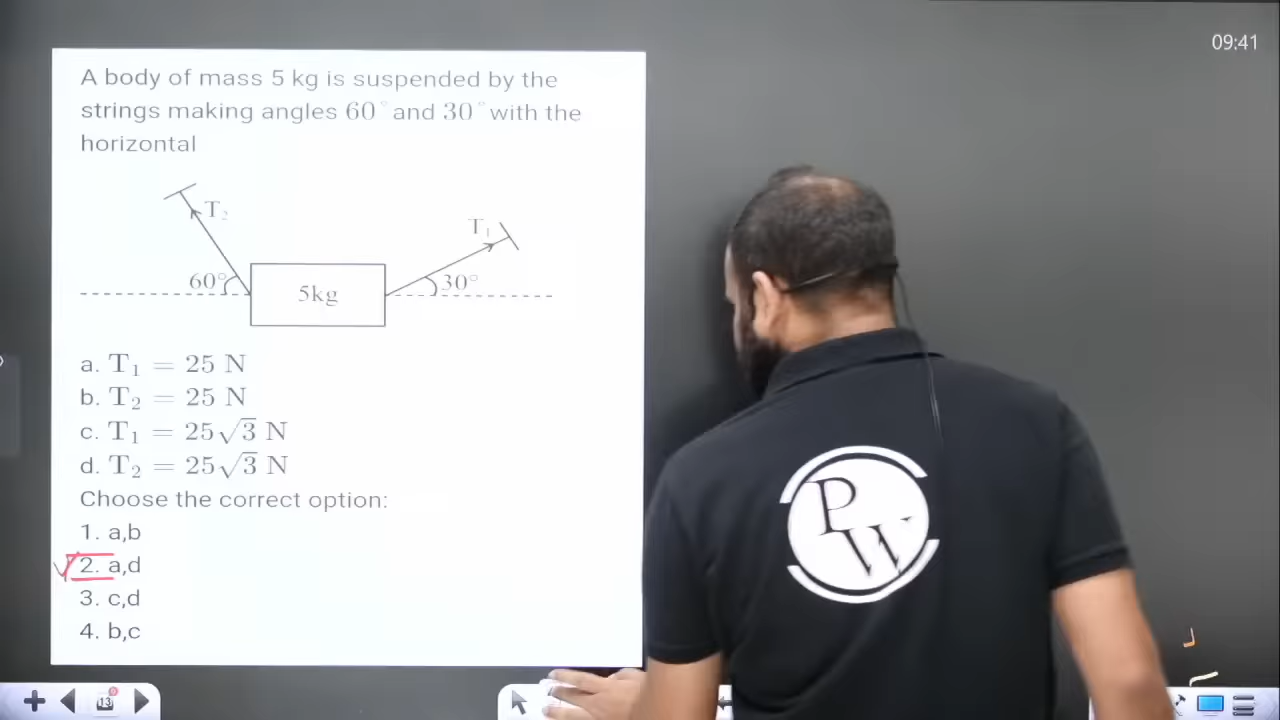 09:41
A body of mass 5 kg is suspended by the
strings making angles 60° and 30° with the
horizontal
T₂
T₁
60°
5kg
30°
a. T₁ = 25 N
b. T₂ = 25 N
c. T₁ = 25√3 N
d. T₂ = 25√3 N
Choose the correct option:
1. a,b
2. a,d
3. c,d
4. b,c
P
W
13